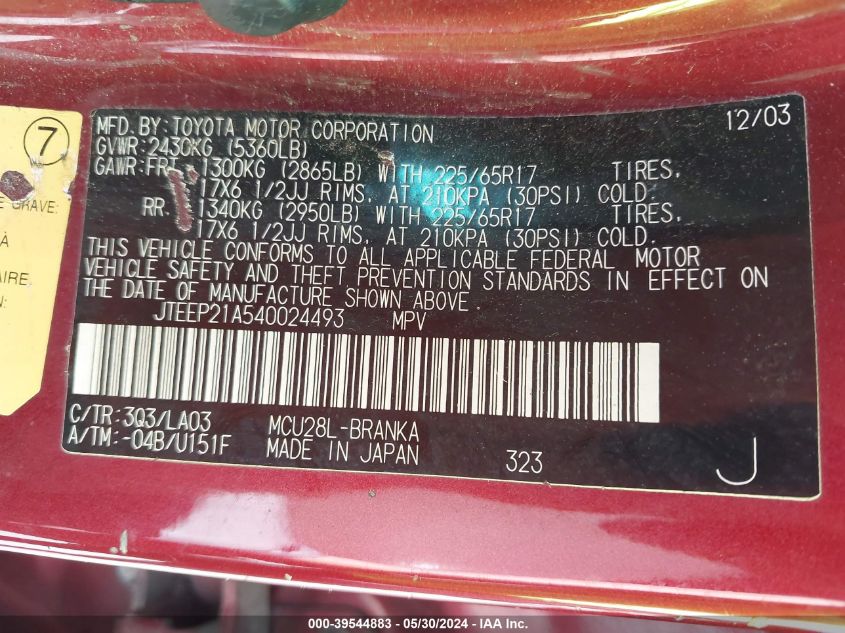 7
E GRAVE:
À
AIRE,
N:
MFD. BY: TOYOTA MOTOR CORPORATION 12/03
GVWR: 2430KG (5360LB)
GAWR: FRT. 1300KG (2865LB) WITH 225/65R17 TIRES,
17X6 1/2JJ RIMS, AT 210KPA (30PSI) COLD.
RR. 1340KG (2950LB) WITH 225/65R17 TIRES,
17X6 1/2JJ RIMS, AT 210KPA (30PSI) COLD.
THIS VEHICLE CONFORMS TO ALL APPLICABLE FEDERAL MOTOR
VEHICLE SAFETY AND THEFT PREVENTION STANDARDS IN EFFECT ON
THE DATE OF MANUFACTURE SHOWN ABOVE.
JTEEP21A540024493 MPV
C/TR: 3Q3/LA03 MCU28L-BRANKA
A/TM: -04B/U151F MADE IN JAPAN 323 J
000-39544883 - 05/30/2024 - IMPACT, INC.